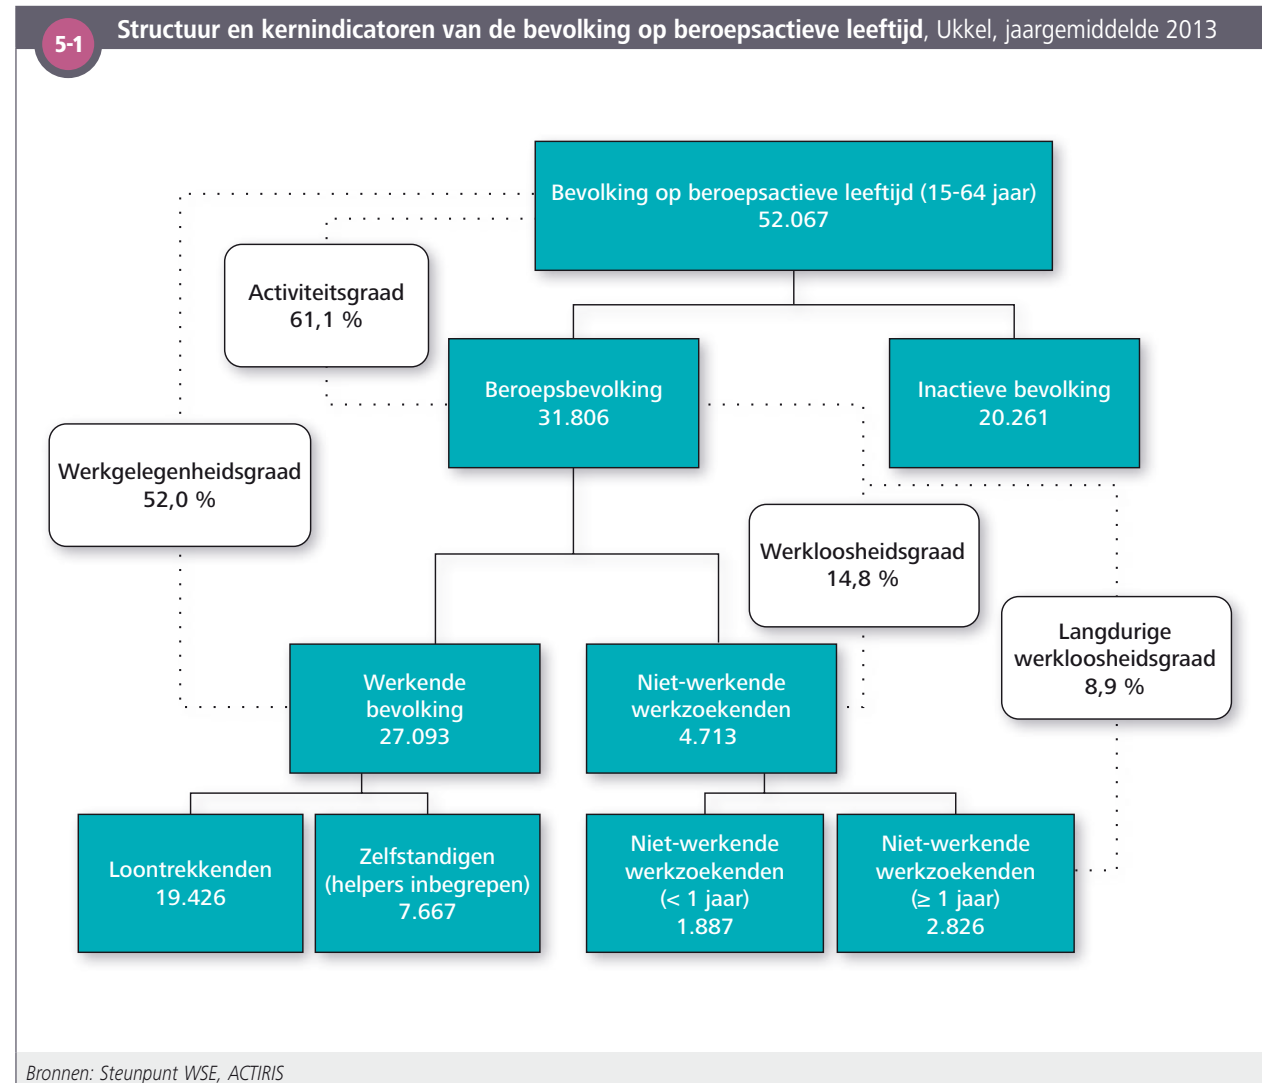 5-1
Structuur en kernindicatoren van de bevolking op beroepsactieve leeftijd, Ukkel, jaargemiddelde 2013
Bevolking op beroepsactieve leeftijd (15-64 jaar)
52.067
Activiteitsgraad
61,1 %
Beroepsbevolking
31.806
Inactieve bevolking
20.261
Werkgelegenheidsgraad
52,0 %
Werkloosheidsgraad
14,8 %
Langdurige
werkloosheidsgraad
8,9 %
Werkende
bevolking
27.093
Niet-werkende
werkzoekenden
4.713
Loontrekkenden
19.426
Zelfstandigen
(helpers inbegrepen)
7.667
Niet-werkende
werkzoekenden
(< 1 jaar)
1.887
Niet-werkende
werkzoekenden
(≥ 1 jaar)
2.826
Bronnen: Steunpunt WSE, ACTIRIS